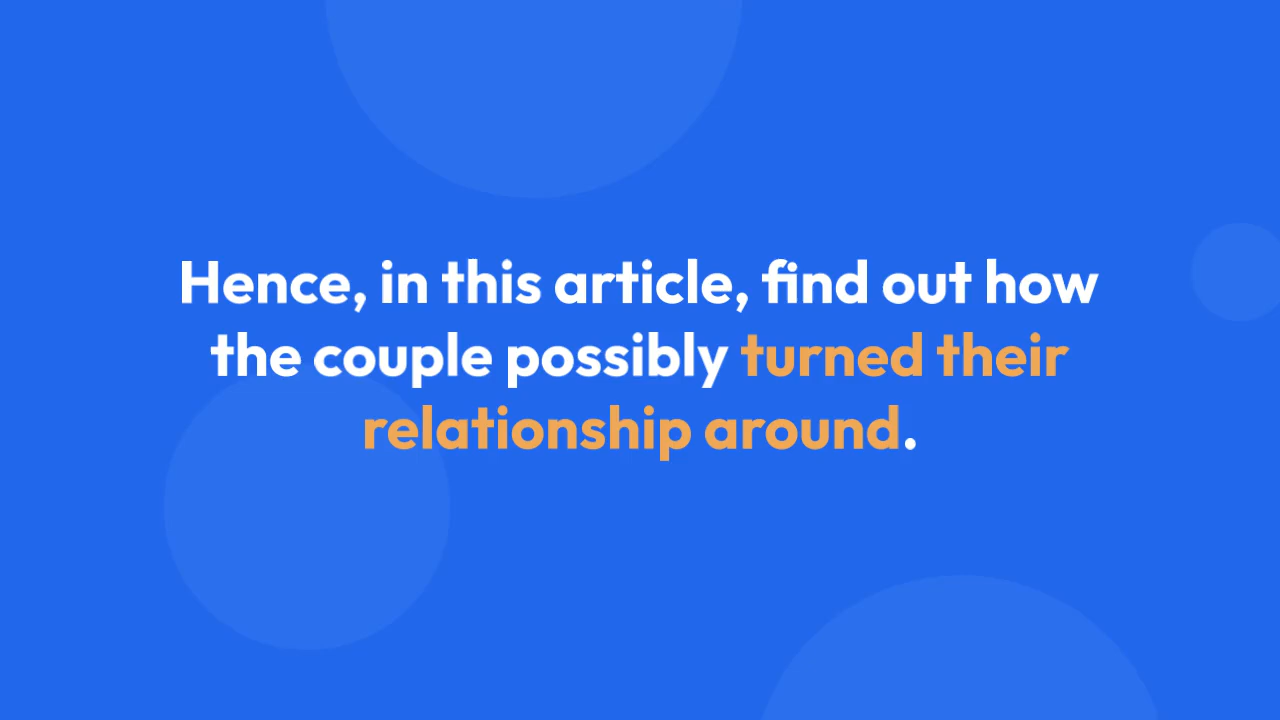 Hence, in this article, find out how
the couple possibly turned their
relationship around.